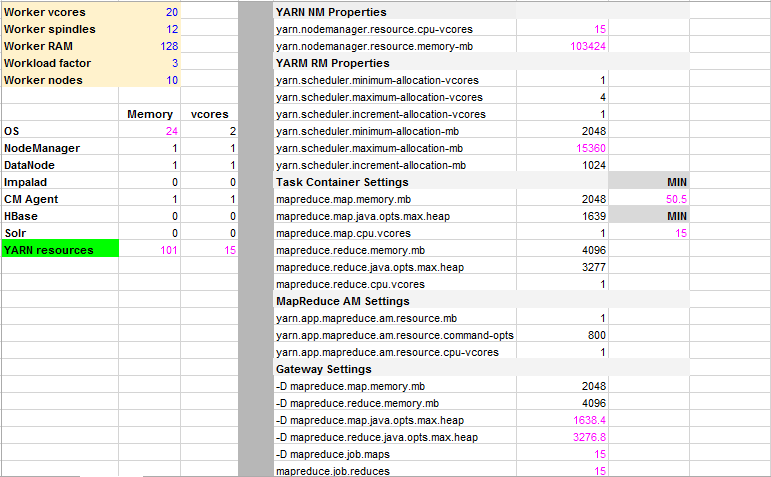 Worker vcores 20
Worker spindles 12
Worker RAM 128
Workload factor 3
Worker nodes 10
Memory vcores
OS 24 2
NodeManager 1 1
DataNode 1 1
Impalad 0 0
CM Agent 1 1
HBase 0 0
Solr 0 0
YARN resources 101 15
YARN NM Properties
yarn.nodemanager.resource.cpu-vcores 15
yarn.nodemanager.resource.memory-mb 103424
YARM RM Properties
yarn.scheduler.minimum-allocation-vcores 1
yarn.scheduler.maximum-allocation-vcores 4
yarn.scheduler.increment-allocation-vcores 1
yarn.scheduler.minimum-allocation-mb 2048
yarn.scheduler.maximum-allocation-mb 15360
yarn.scheduler.increment-allocation-mb 1024
Task Container Settings MIN
mapreduce.map.memory.mb 2048 50.5
mapreduce.map.java.opts.max.heap 1639 MIN
mapreduce.map.cpu.vcores 1 15
mapreduce.reduce.memory.mb 4096
mapreduce.reduce.java.opts.max.heap 3277
mapreduce.reduce.cpu.vcores 1
MapReduce AM Settings
yarn.app.mapreduce.am.resource.mb 1
yarn.app.mapreduce.am.resource.command-opts 800
yarn.app.mapreduce.am.resource.cpu-vcores 1
Gateway Settings
-D mapreduce.map.memory.mb 2048
-D mapreduce.reduce.memory.mb 4096
-D mapreduce.map.java.opts.max.heap 1638.4
-D mapreduce.reduce.java.opts.max.heap 3276.8
-D mapreduce.job.maps 15
mapreduce.job.reduces 15